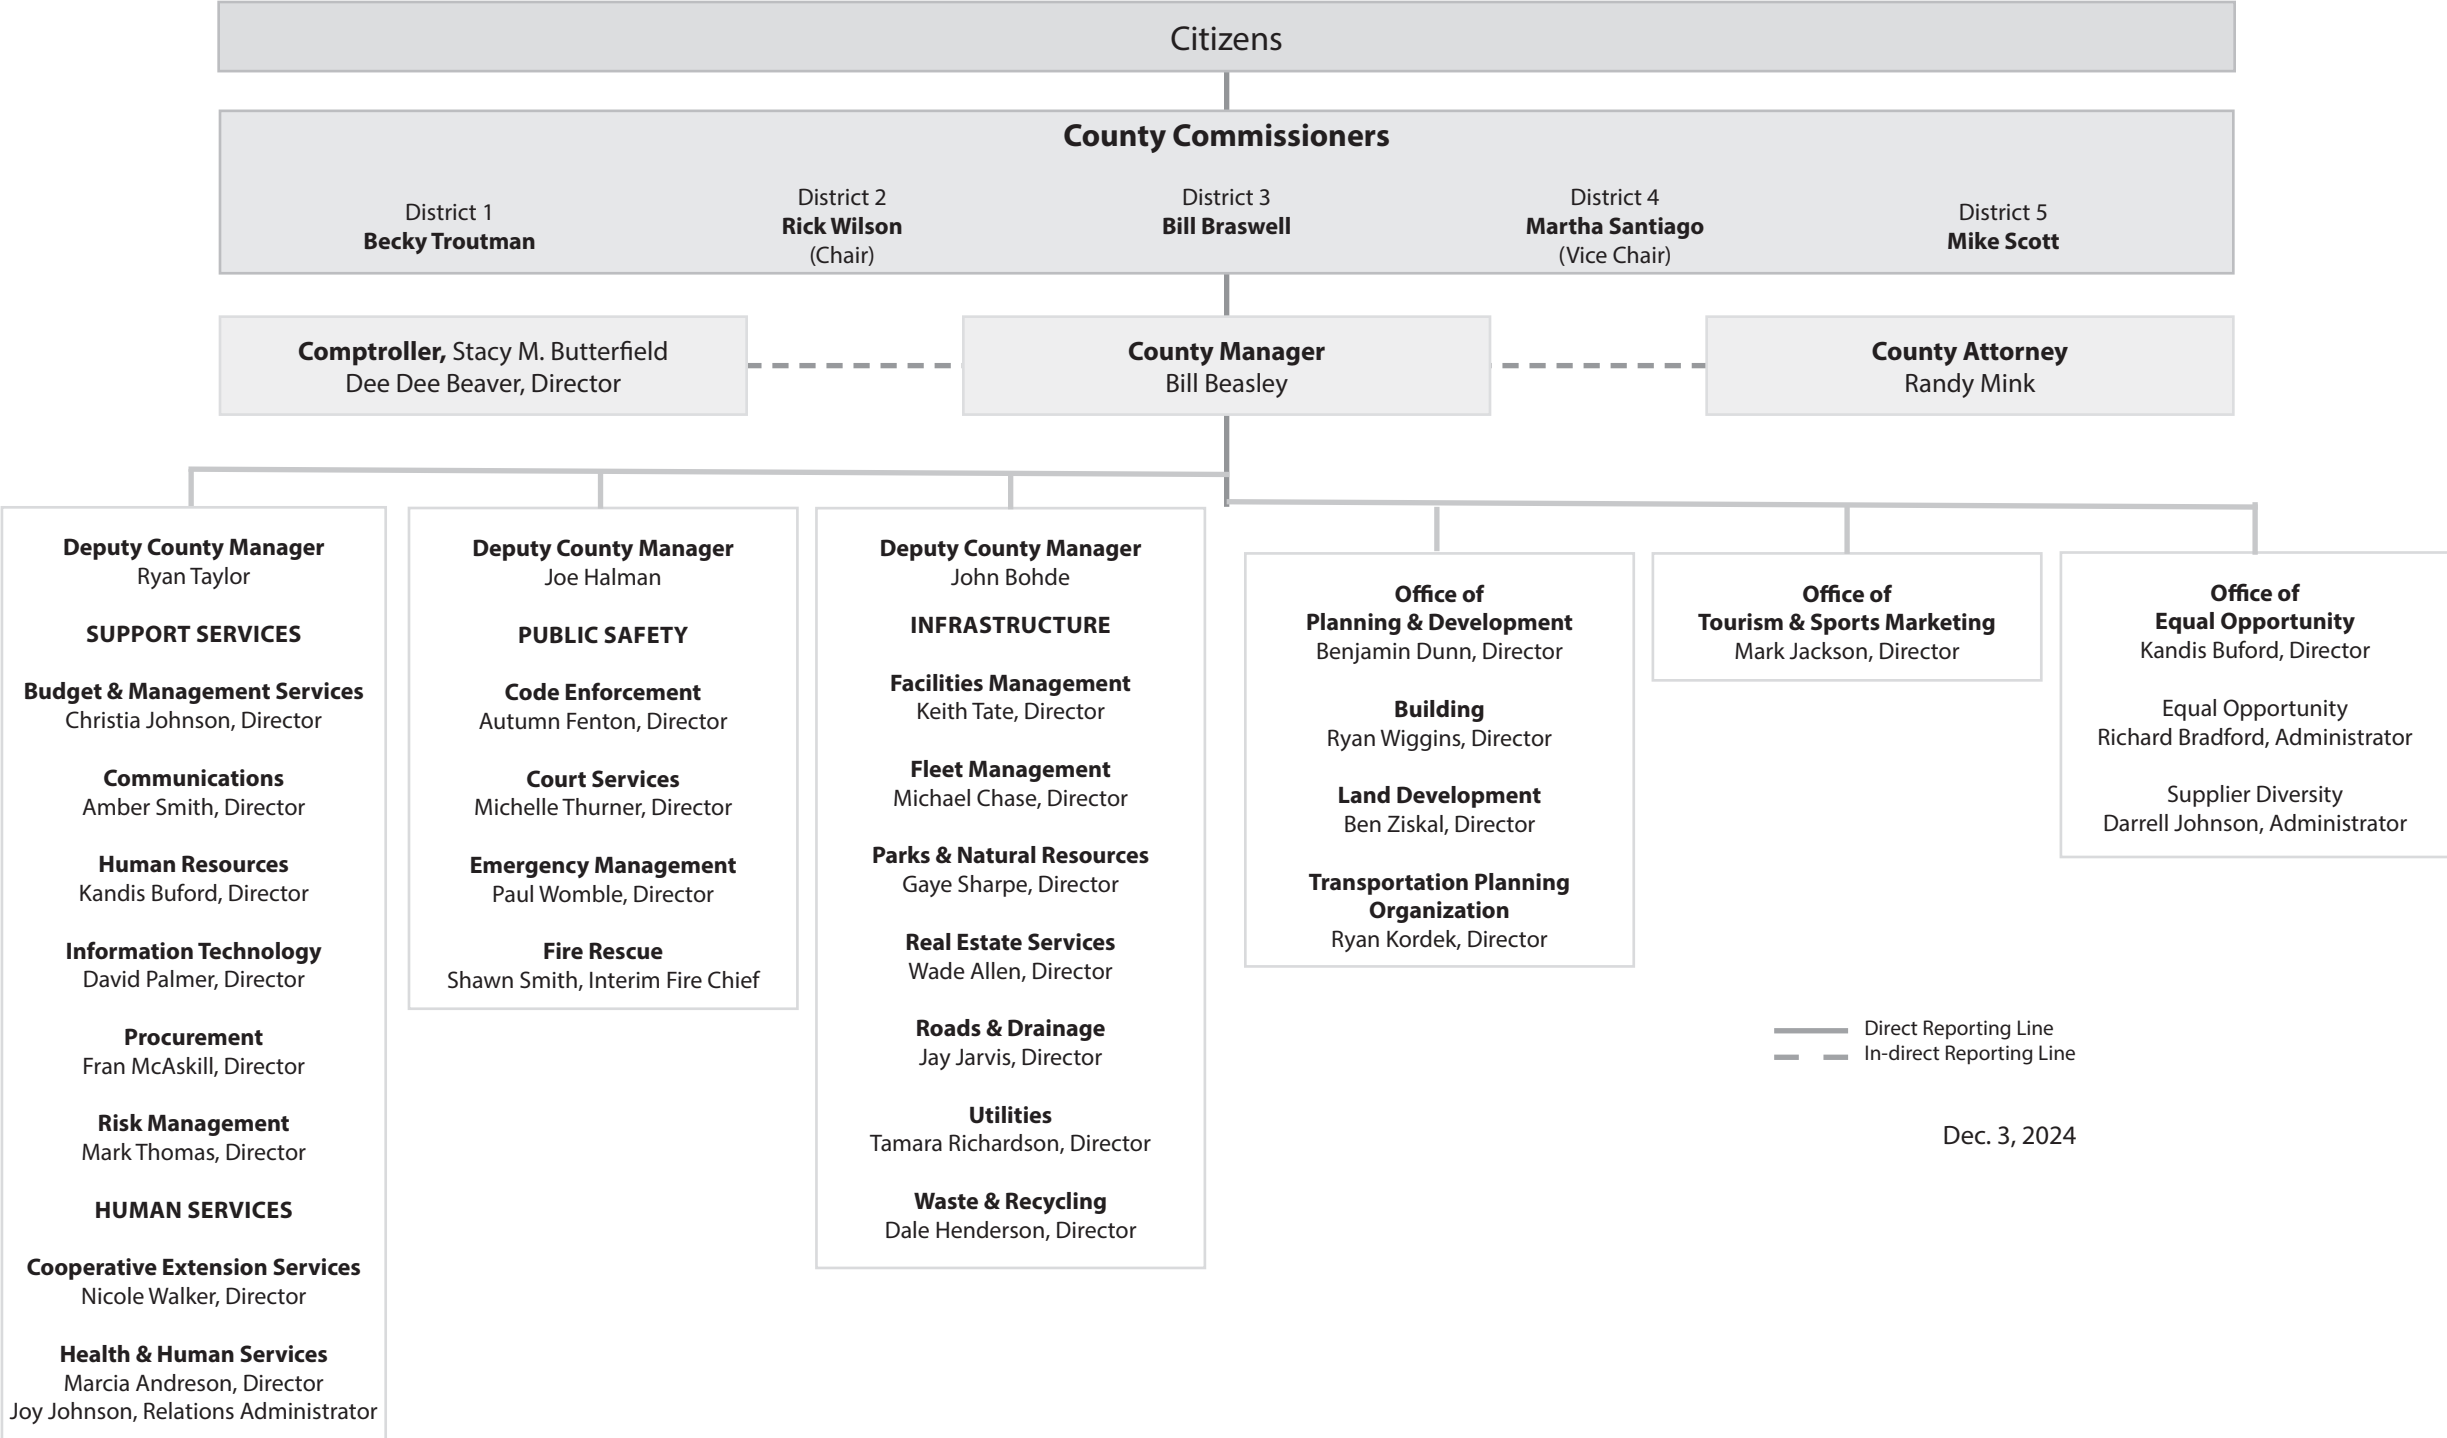 Citizens
County Commissioners
District 1
Becky Troutman
District 2
Rick Wilson
(Chair)
District 3
Bill Braswell
District 4
Martha Santiago
(Vice Chair)
District 5
Mike Scott
Comptroller, Stacy M. Butterfield
Dee Dee Beaver, Director
County Manager
Bill Beasley
County Attorney
Randy Mink
Deputy County Manager
Ryan Taylor
SUPPORT SERVICES
Budget & Management Services
Christia Johnson, Director
Communications
Amber Smith, Director
Human Resources
Kandis Buford, Director
Information Technology
David Palmer, Director
Procurement
Fran McAskill, Director
Risk Management
Mark Thomas, Director
HUMAN SERVICES
Cooperative Extension Services
Nicole Walker, Director
Health & Human Services
Marcia Andreson, Director
Joy Johnson, Relations Administrator
Deputy County Manager
Joe Halman
PUBLIC SAFETY
Code Enforcement
Autumn Fenton, Director
Court Services
Michelle Thurner, Director
Emergency Management
Paul Womble, Director
Fire Rescue
Shawn Smith, Interim Fire Chief
Deputy County Manager
John Bohde
INFRASTRUCTURE
Facilities Management
Keith Tate, Director
Fleet Management
Michael Chase, Director
Parks & Natural Resources
Gaye Sharpe, Director
Real Estate Services
Wade Allen, Director
Roads & Drainage
Jay Jarvis, Director
Utilities
Tamara Richardson, Director
Waste & Recycling
Dale Henderson, Director
Office of
Planning & Development
Benjamin Dunn, Director
Building
Ryan Wiggins, Director
Land Development
Ben Ziskal, Director
Transportation Planning
Organization
Ryan Kordek, Director
Office of
Tourism & Sports Marketing
Mark Jackson, Director
Office of
Equal Opportunity
Kandis Buford, Director
Equal Opportunity
Richard Bradford, Administrator
Supplier Diversity
Darrell Johnson, Administrator
Direct Reporting Line
In-direct Reporting Line
Dec. 3, 2024